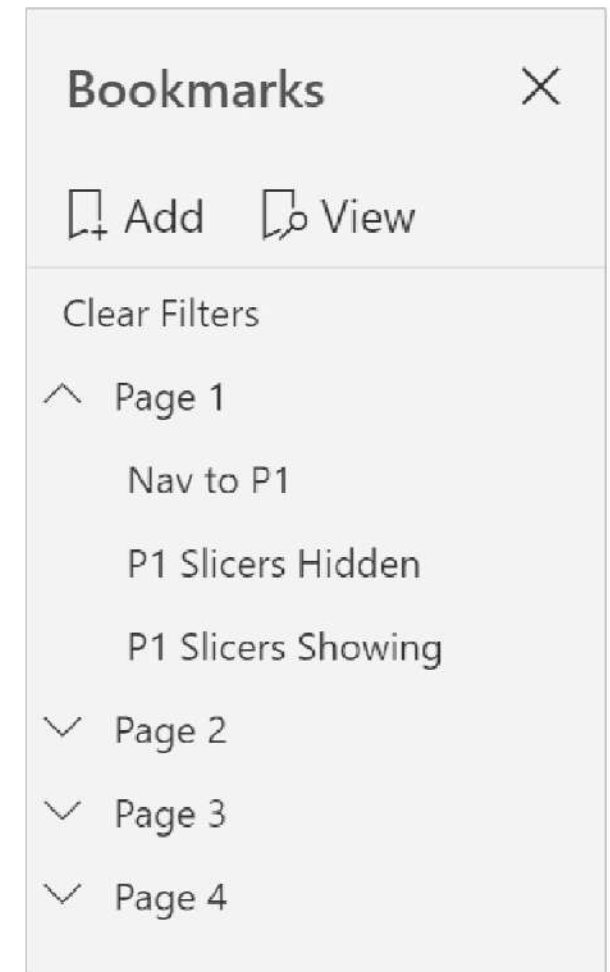 Bookmarks
Add View
Clear Filters
Page 1
Nav to P1
P1 Slicers Hidden
P1 Slicers Showing
Page 2
Page 3
Page 4